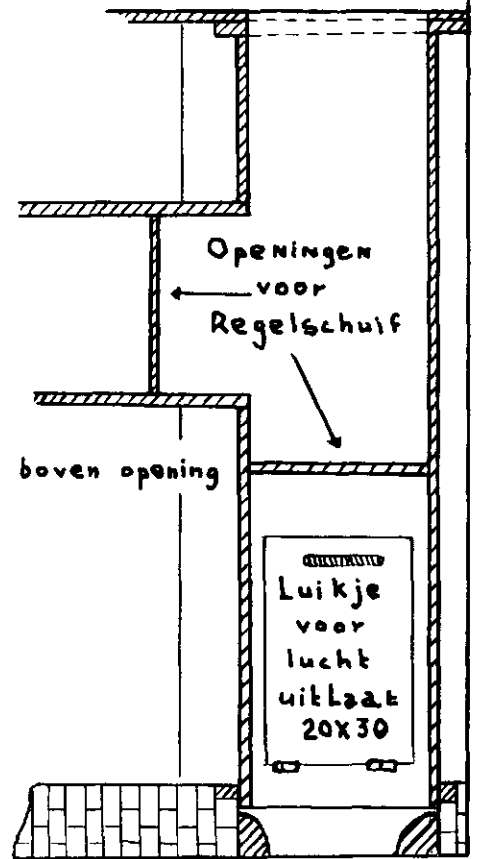 Openingen
voor
Regelschuif
boven opening
Luikje
voor
lucht
uitlaat
20X30